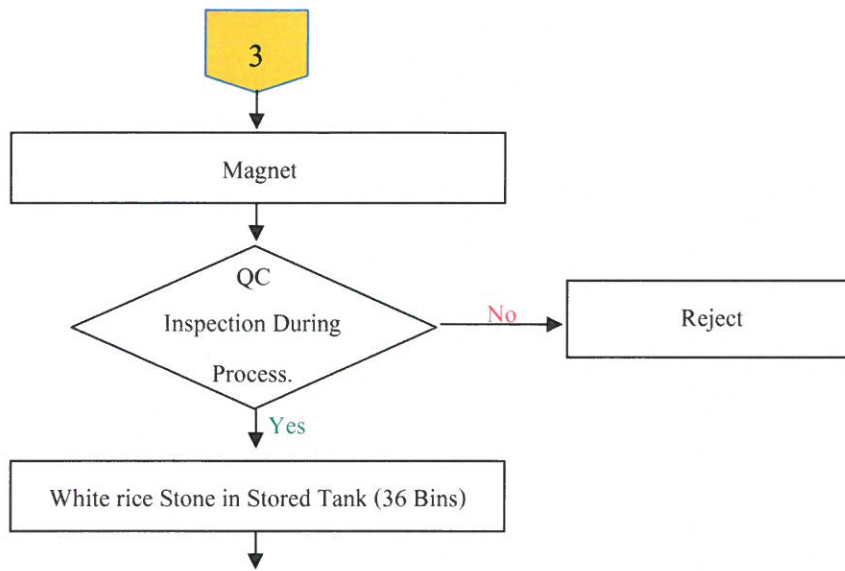 3
Magnet
QC
Inspection During
Process.
No
Reject
Yes
White rice Stone in Stored Tank (36 Bins)